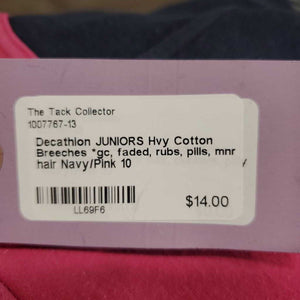 The Tack Collector
1007767-13
Decathlon JUNIORS Hvy Cotton
Breeches *gc, faded, rubs, pills, mnr
hair Navy/Pink 10
$14.00
LL69F6